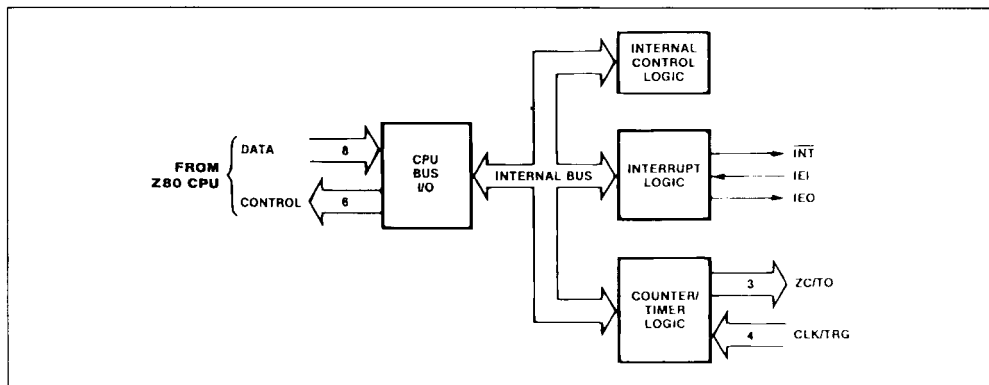 FROM
Z80 CPU
DATA
8
CONTROL
6
CPU
BUS
I/O
INTERNAL BUS
INTERNAL
CONTROL
LOGIC
INTERRUPT
LOGIC
INT
IEI
IEO
COUNTER/
TIMER
LOGIC
3
ZC/TO
4
CLK/TRG